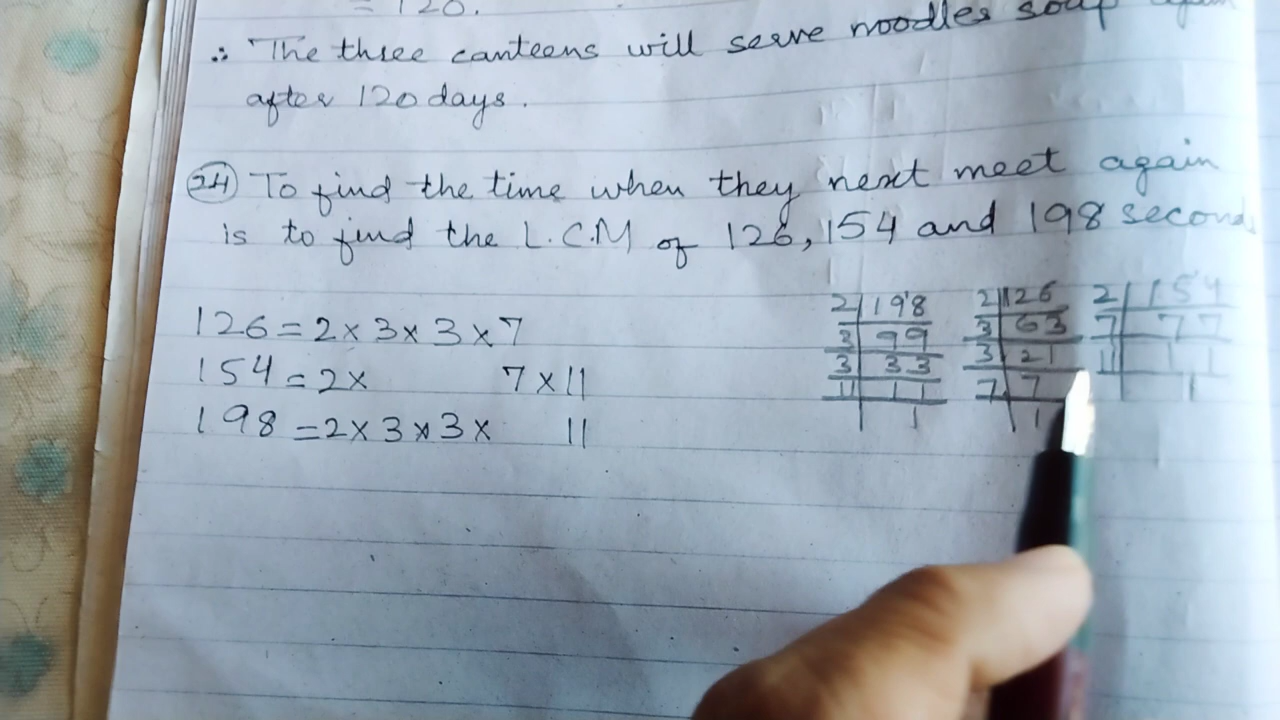 = 120.
∴ The three canteens will serve noodles soup again
after 120 days.
(24) To find the time when they next meet again
is to find the L.C.M of 126, 154 and 198 seconds
126 = 2 × 3 × 3 × 7
154 = 2 × 7 × 11
198 = 2 × 3 × 3 × 11
2 | 198
3 | 99
3 | 33
11 | 11
1
2 | 126
3 | 63
3 | 21
7 | 7
1
2 | 154
7 | 77
11 | 11
1